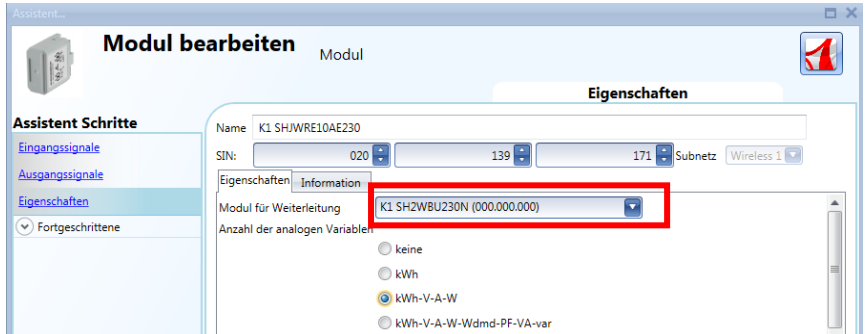 Assistent...
Modul bearbeiten Modul
Eigenschaften
Assistent Schritte
Eingangssignale
Ausgangssignale
Eigenschaften
Fortgeschrittene
Name K1 SHJWRE10AE230
SIN: 020 139 171 Subnetz Wireless 1
Eigenschaften Information
Modul für Weiterleitung K1 SH2WBU230N (000.000.000)
Anzahl der analogen Variablen
keine
kWh
kWh-V-A-W
kWh-V-A-W-Wdmd-PF-VA-var